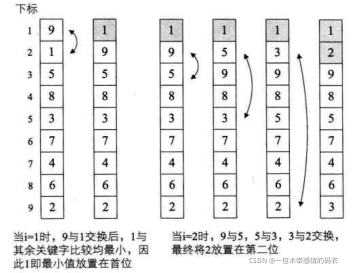 下标
1 9 1 1 1 1 1
2 1 9 9 5 3 2
3 5 5 5 9 9 9
4 8 8 8 8 8 8
5 3 3 3 3 5 5
6 7 7 7 7 7 7
7 4 4 4 4 4 4
8 6 6 6 6 6 6
9 2 2 2 2 2 3
当i=1时，9与1交换后，1与
其余关键字比较均最小，因
此1即最小值放置在首位
当i=2时，9与5，5与3，3与2交换，
最终将2放置在第二位
CSDN @一位木带感情的码农